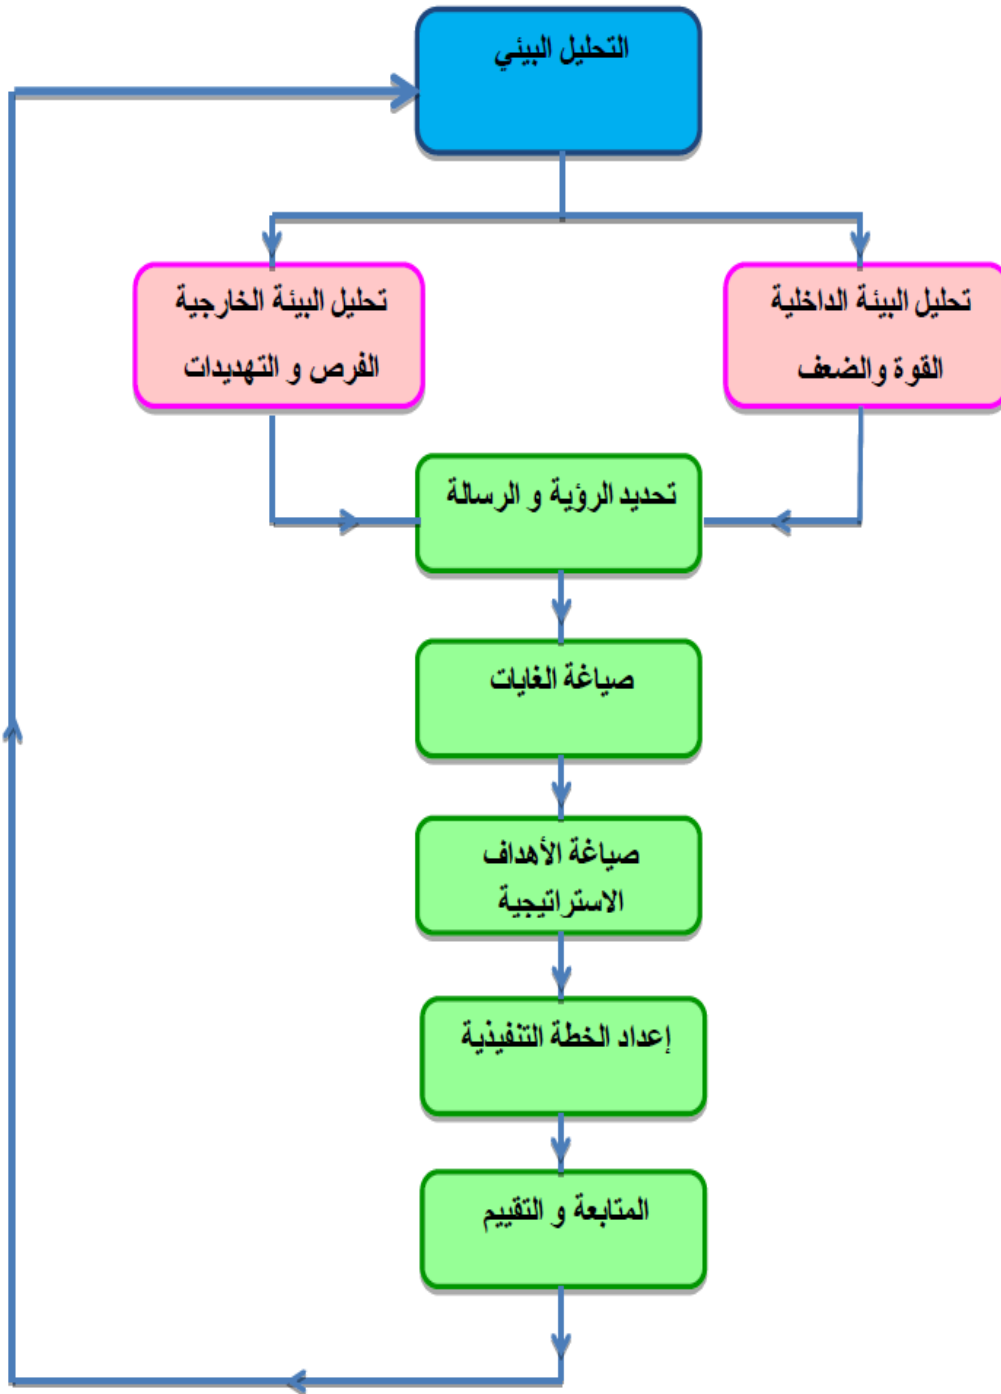 التحليل البيئي
تحليل البيئة الداخلية
القوة والضعف
تحليل البيئة الخارجية
الفرص و التهديدات
تحديد الرؤية و الرسالة
صياغة الغايات
صياغة الأهداف
الاستراتيجية
إعداد الخطة التنفيذية
المتابعة و التقييم